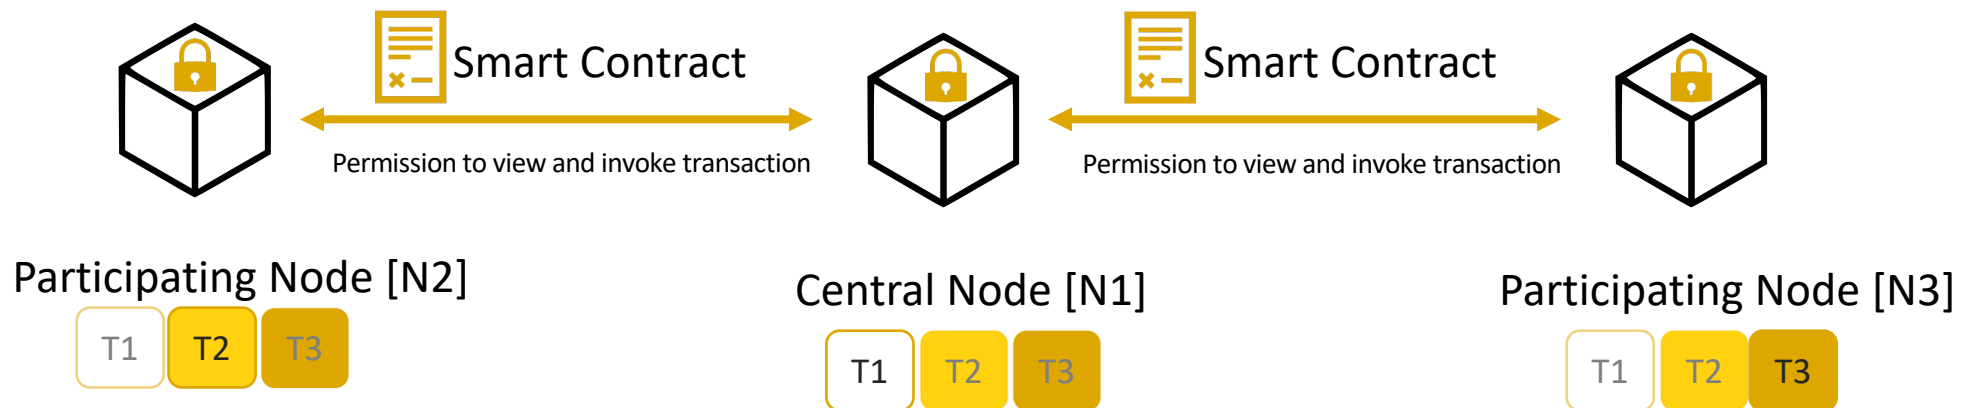 Smart Contract
Smart Contract
Permission to view and invoke transaction
Permission to view and invoke transaction
Participating Node [N2]
Central Node [N1]
Participating Node [N3]
T1 T2 T3
T1 T2 T3
T1 T2 T3